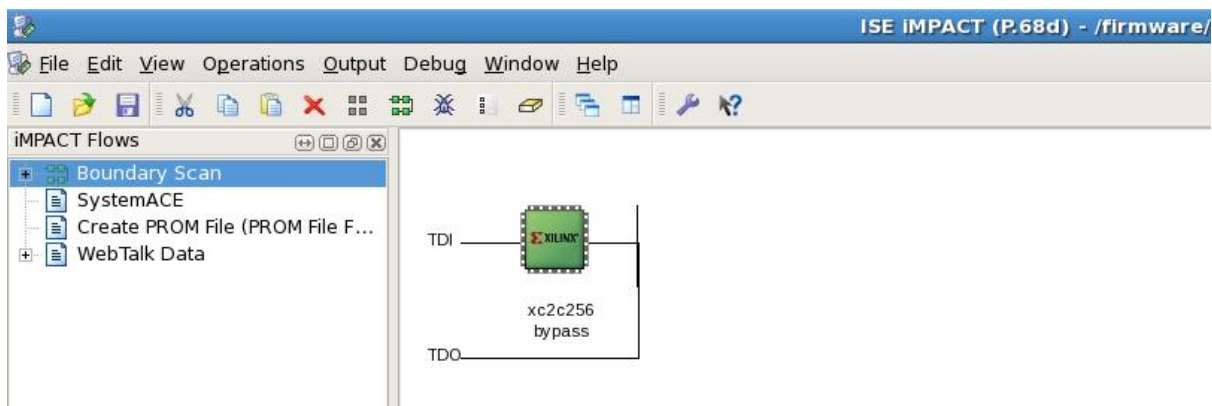 ISE iMPACT (P.68d) - /firmware/
File Edit View Operations Output Debug Window Help
iMPACT Flows
Boundary Scan
SystemACE
Create PROM File (PROM File F...
WebTalk Data
TDI
XILINX
xc2c256
bypass
TDO